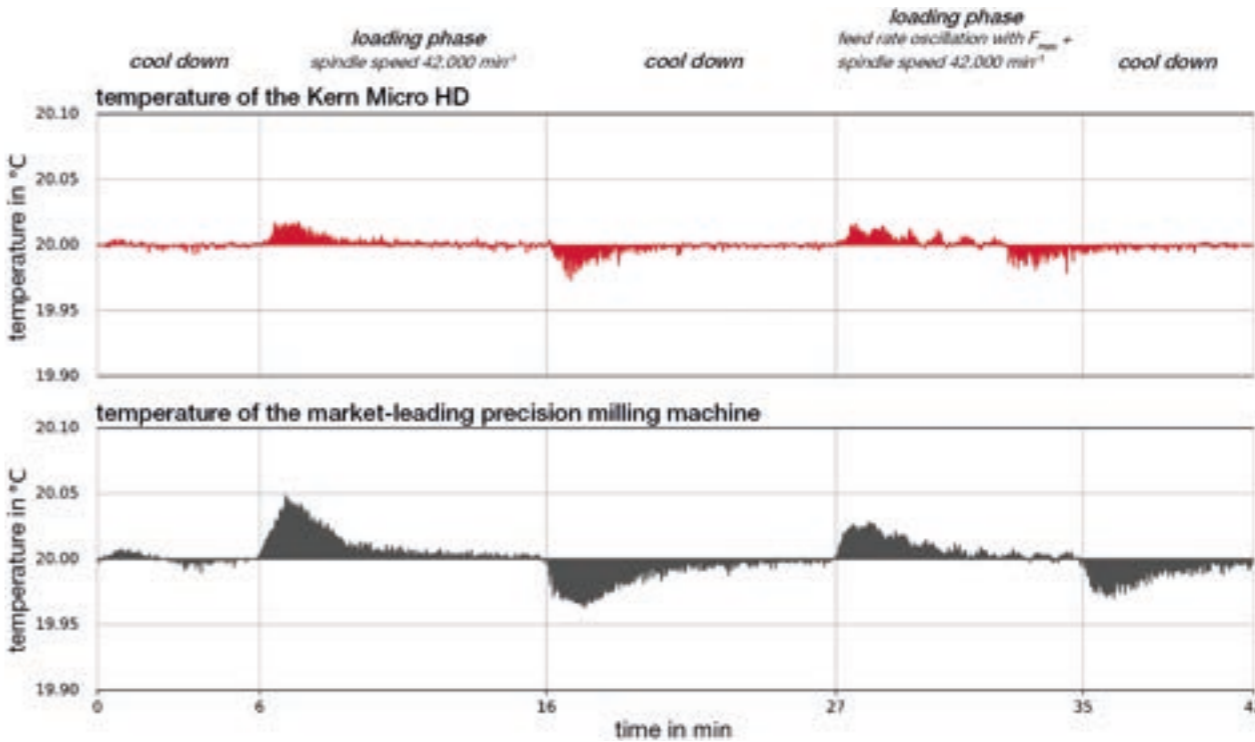 loading phase
feed rate oscillation with Fmax +
spindle speed 42.000 min⁻¹
loading phase
spindle speed 42.000 min⁻¹
cool down
cool down
cool down
temperature of the Kern Micro HD
20.10
20.05
20.00
19.95
19.90
temperature in °C
temperature of the market-leading precision milling machine
20.10
20.05
20.00
19.95
19.90
temperature in °C
0 6 16 27 35
time in min